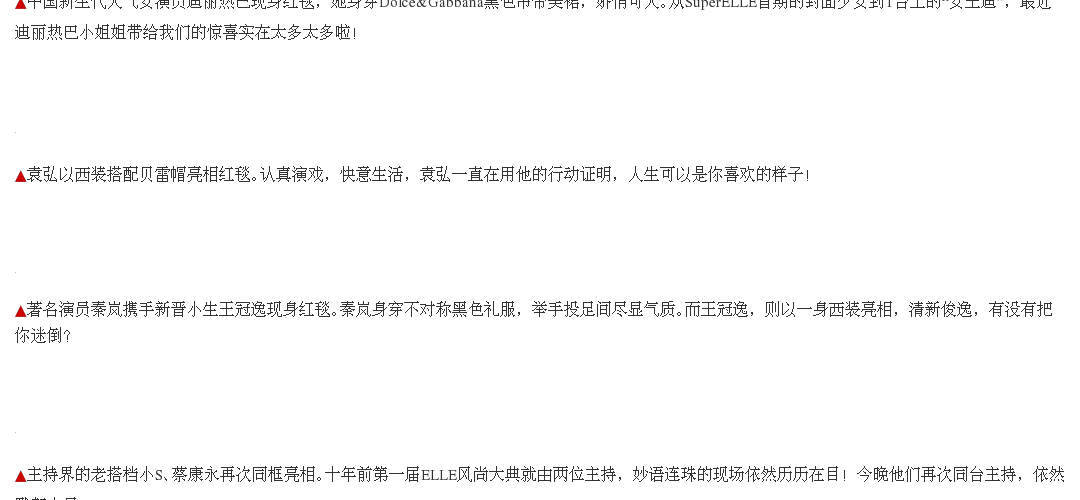 ▲中国新生代人气女演员迪丽热巴现身红毯，她身穿Dolce&Gabbana黑色吊带美裙，娇俏可人。从SuperELLE首期的封面少女到T台上的“女王迪”，最近
迪丽热巴小姐姐带给我们的惊喜实在太多太多啦！
▲袁弘以西装搭配贝雷帽亮相红毯。认真演戏，快意生活，袁弘一直在用他的行动证明，人生可以是你喜欢的样子！
▲著名演员秦岚携手新晋小生王冠逸现身红毯。秦岚身穿不对称黑色礼服，举手投足间尽显气质。而王冠逸，则以一身西装亮相，清新俊逸，有没有把
你迷倒？
▲主持界的老搭档小S、蔡康永再次同框亮相。十年前第一届ELLE风尚大典就由两位主持，妙语连珠的现场依然历历在目！今晚他们再次同台主持，依然